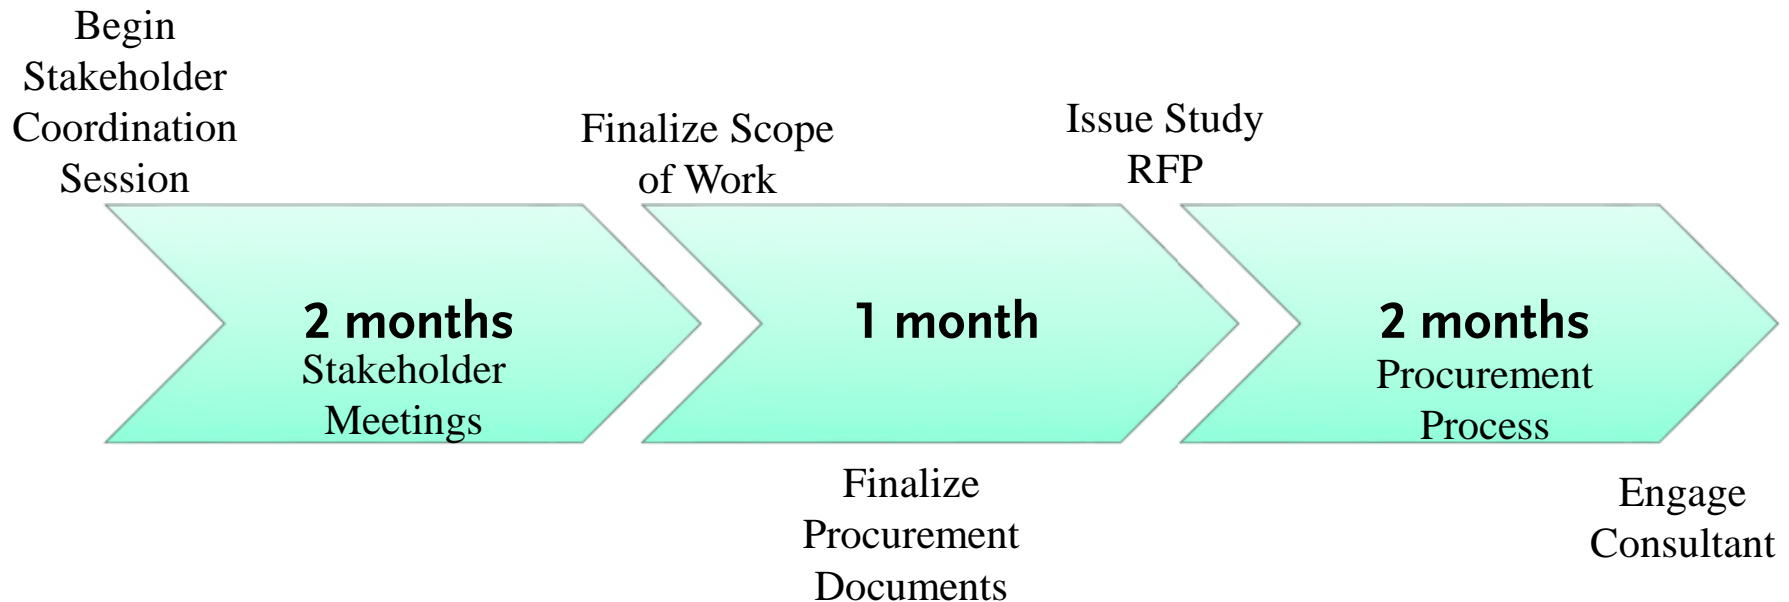 Begin
Stakeholder
Coordination
Session
Finalize Scope
of Work
Issue Study
RFP
2 months
Stakeholder
Meetings
1 month
2 months
Procurement
Process
Finalize
Procurement
Documents
Engage
Consultant